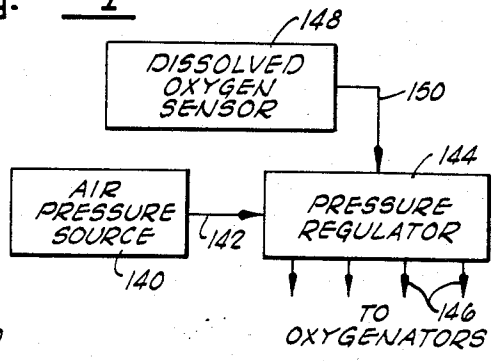 148
DISSOLVED
OXYGEN
SENSOR
150
144
AIR
PRESSURE
SOURCE
142
140
PRESSURE
REGULATOR
146
TO
OXYGENATORS